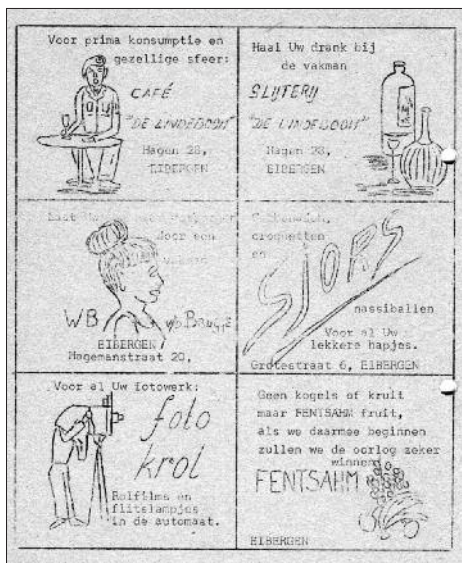 Voor prima konsumptie en
gezellige sfeer:
CAFÉ
"DE LINDEBOOM"
Hagen 28,
EIBERGEN
Haal Uw drank bij
de vakman
SLIJTERIJ
"DE LINDEBOOM"
Hagen 28,
EIBERGEN
Laat Uw
door een
WB
EIBERGEN
Hagemanstraat 20,
croquetten
en
SJORS
nassiballen
Voor al Uw
lekkere hapjes.
Grotestraat 6, EIBERGEN
Voor al Uw fotowerk:
foto
krol
Rolfilms en
flitslampjes
in de automaat.
Geen kogels of kruit
maar FENTSAHM fruit,
als we daarmee beginnen
zullen we de oorlog zeker
winnen
FENTSAHM
EIBERGEN